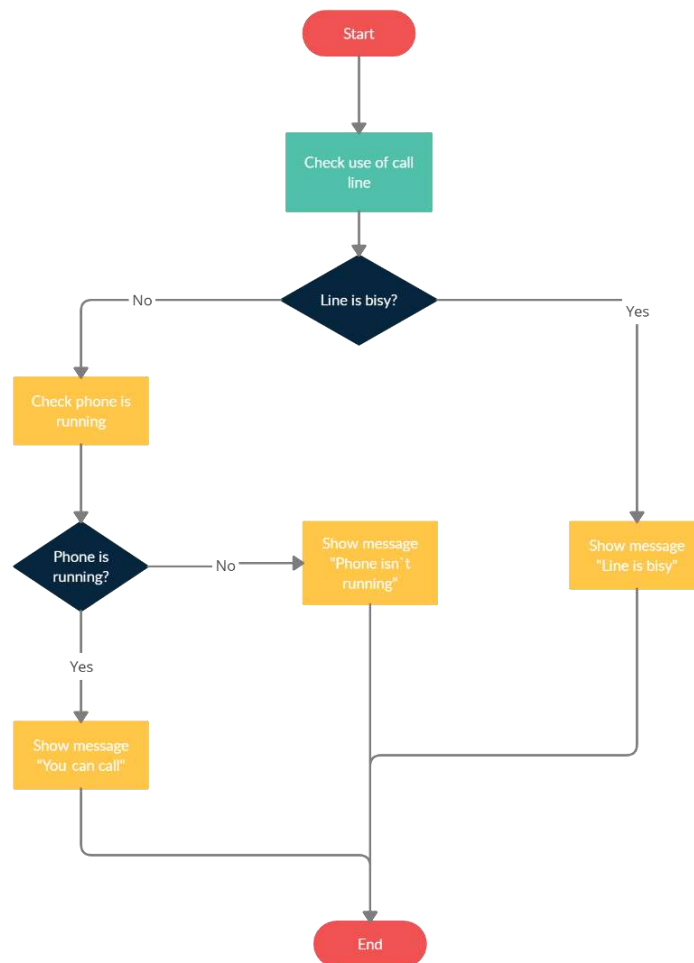 Start
Check use of call
line
Line is bisy?
No
Yes
Check phone is
running
Phone is
running?
No
Show message
"Phone isn`t
running"
Show message
"Line is bisy"
Yes
Show message
"You can call"
End